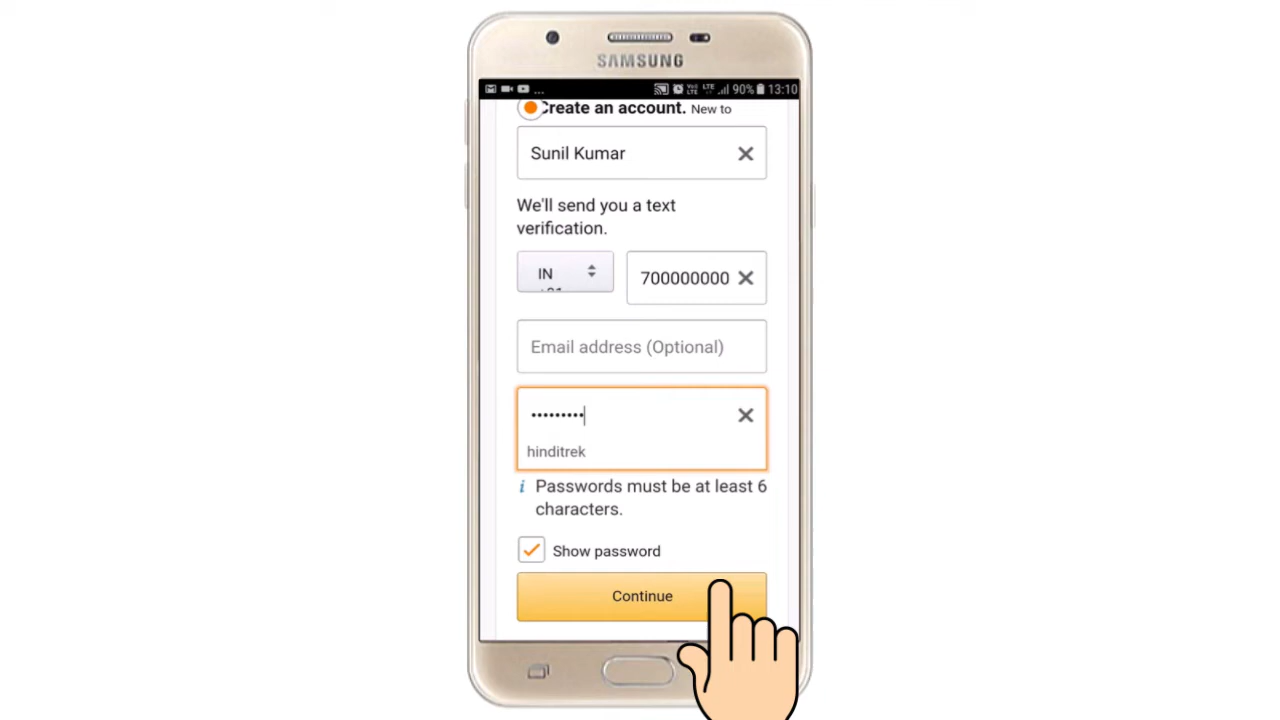 SAMSUNG
... LTE 90% 13:10
Create an account. New to
Sunil Kumar
We'll send you a text
verification.
IN
700000000
Email address (Optional)
•••••••••
hinditrek
i Passwords must be at least 6
characters.
Show password
Continue